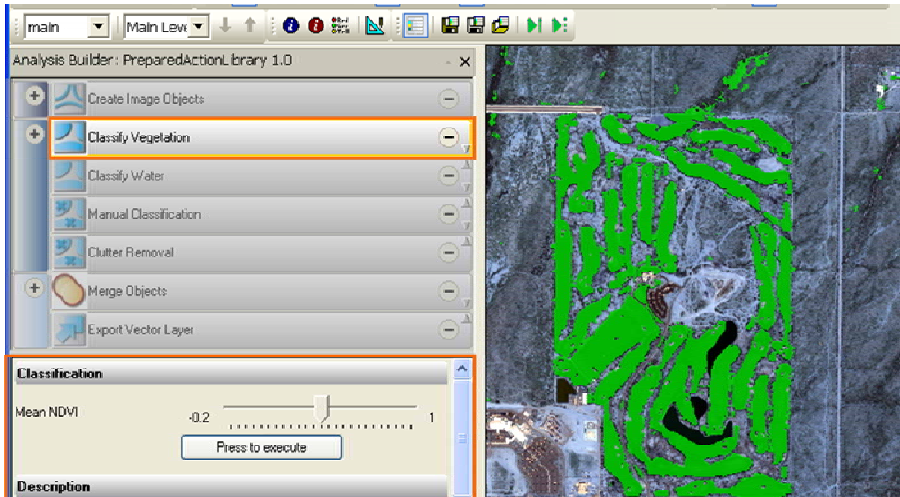 main Main Leve
Analysis Builder: PreparedActionLibrary 1.0
Create Image Objects
Classify Vegetation
Classify Water
Manual Classification
Clutter Removal
Merge Objects
Export Vector Layer
Classification
Mean NDVI -0.2 1
Press to execute
Description